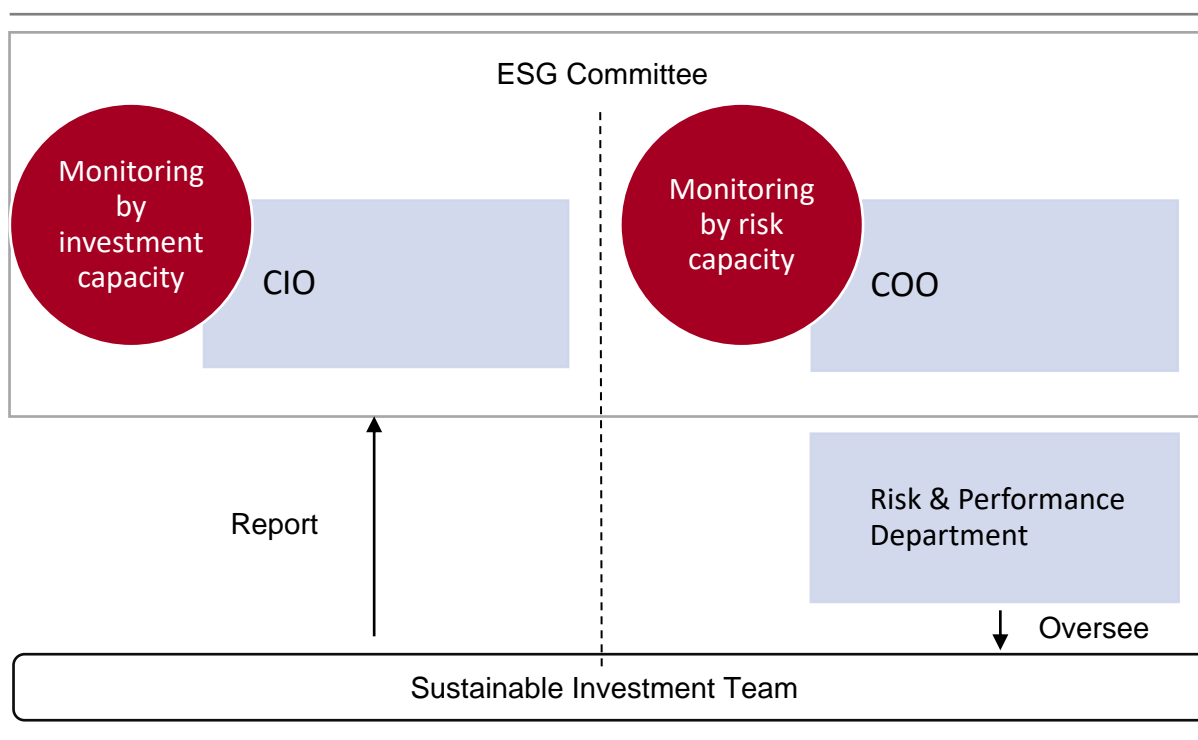 ESG Committee
Monitoring
by
investment
capacity
CIO
Monitoring
by risk
capacity
COO
Report
Risk & Performance
Department
Oversee
Sustainable Investment Team